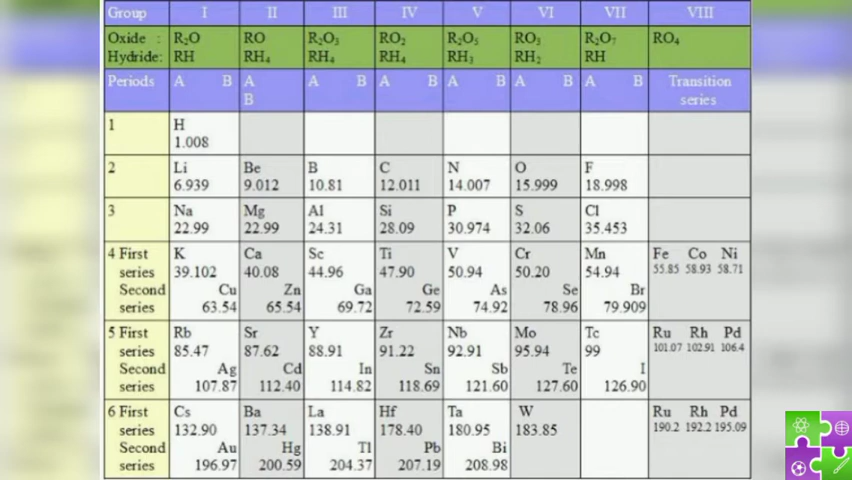 Group I II III IV V VI VII VIII
Oxide : R₂O RO R₂O₃ RO₂ R₂O₅ RO₃ R₂O₇ RO₄
Hydride: RH RH₄ RH₄ RH₄ RH₃ RH₂ RH
Periods A B A A B A B A B A B A B Transition
B series
1 H
1.008
2 Li Be B C N O F
6.939 9.012 10.81 12.011 14.007 15.999 18.998
3 Na Mg Al Si P S Cl
22.99 22.99 24.31 28.09 30.974 32.06 35.453
4 First K Ca Sc Ti V Cr Mn Fe Co Ni
series 39.102 40.08 44.96 47.90 50.94 50.20 54.94 55.85 58.93 58.71
Second Cu Zn Ga Ge As Se Br
series 63.54 65.54 69.72 72.59 74.92 78.96 79.909
5 First Rb Sr Y Zr Nb Mo Tc Ru Rh Pd
series 85.47 87.62 88.91 91.22 92.91 95.94 99 101.07 102.91 106.4
Second Ag Cd In Sn Sb Te I
series 107.87 112.40 114.82 118.69 121.60 127.60 126.90
6 First Cs Ba La Hf Ta W Ru Rh Pd
series 132.90 137.34 138.91 178.40 180.95 183.85 190.2 192.2 195.09
Second Au Hg Tl Pb Bi
series 196.97 200.59 204.37 207.19 208.98